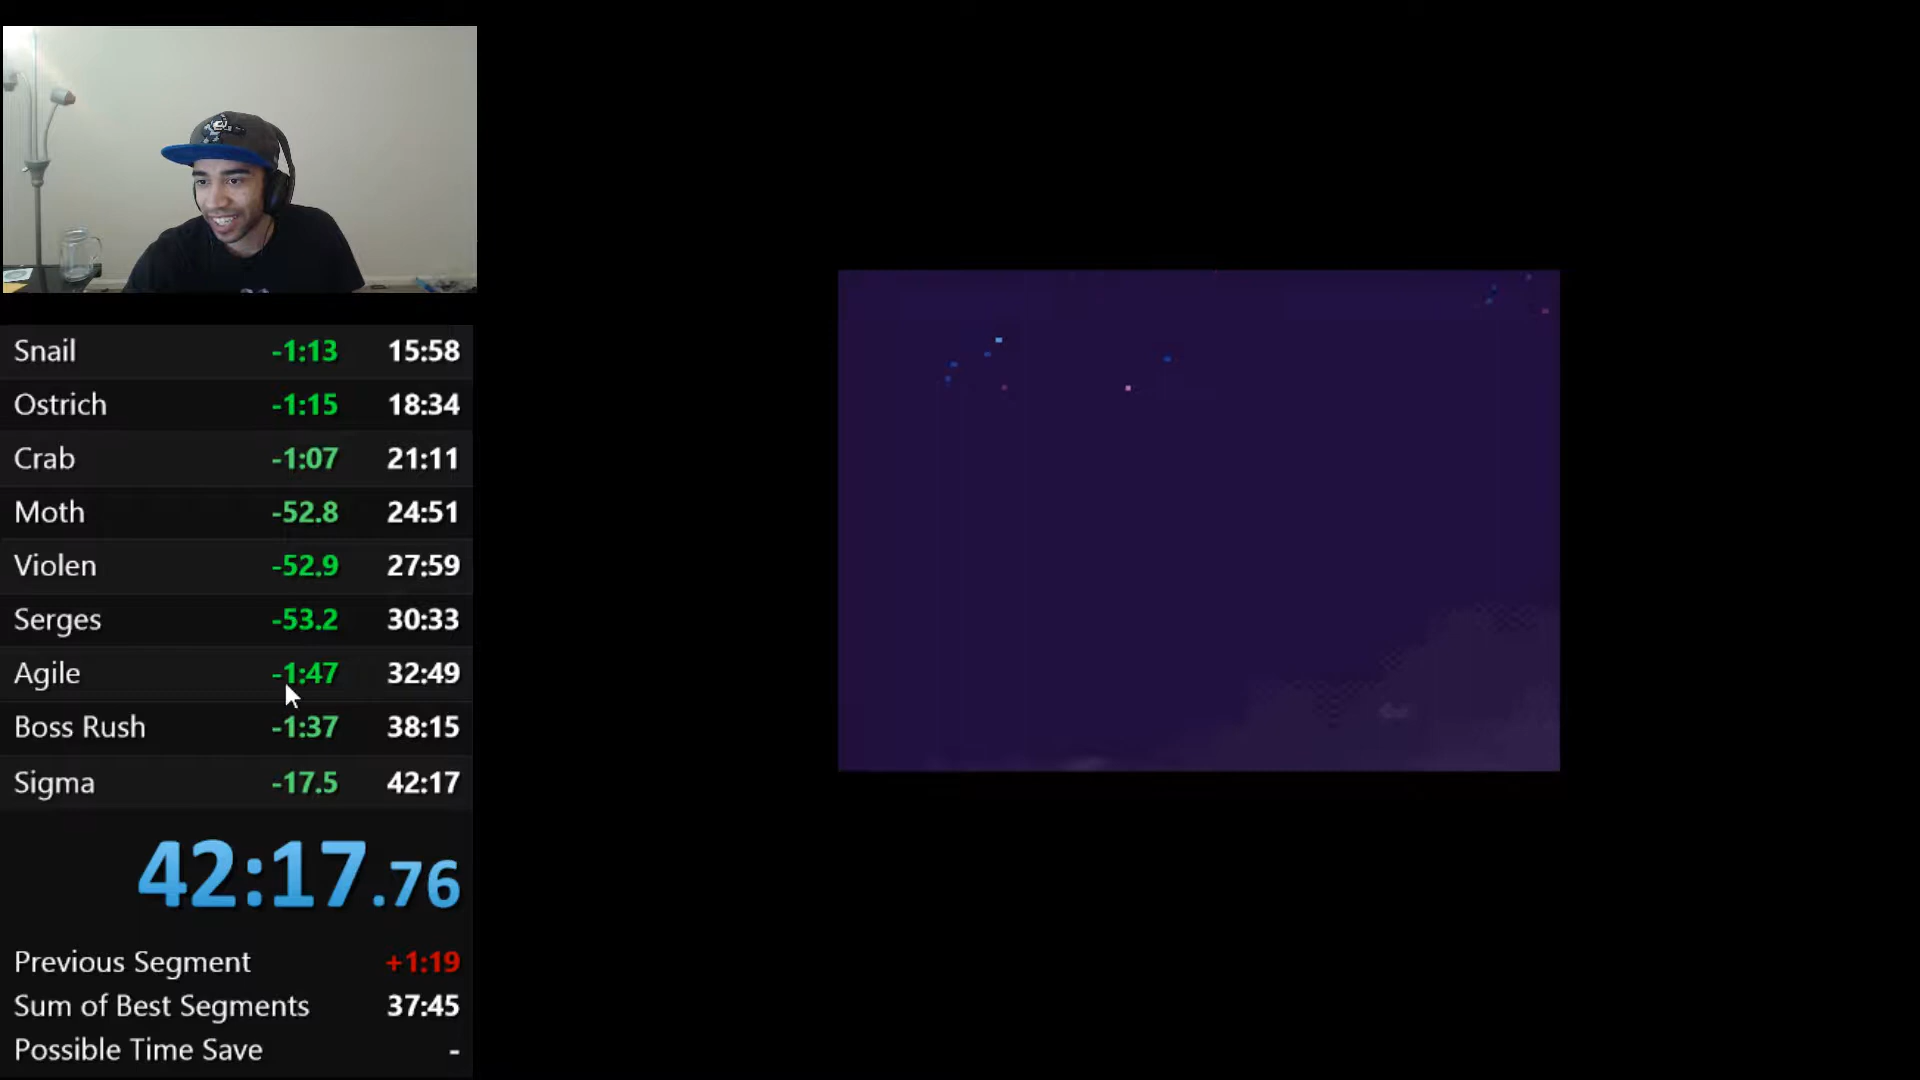 Snail -1:13 15:58
Ostrich -1:15 18:34
Crab -1:07 21:11
Moth -52.8 24:51
Violen -52.9 27:59
Serges -53.2 30:33
Agile -1:47 32:49
Boss Rush -1:37 38:15
Sigma -17.5 42:17
42:17.76
Previous Segment +1:19
Sum of Best Segments 37:45
Possible Time Save -